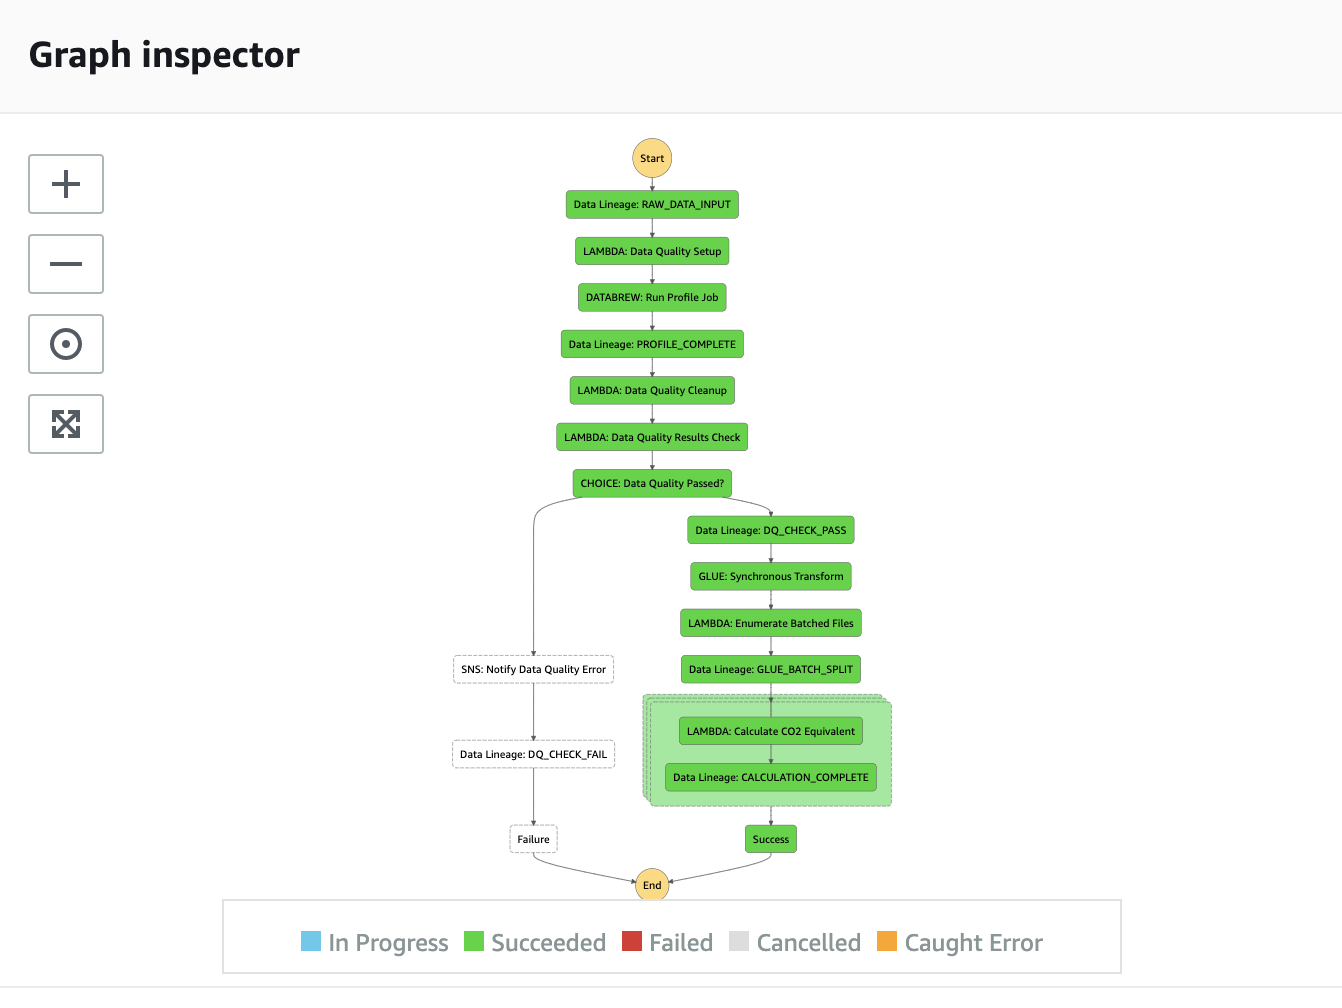 Graph inspector
Start
Data Lineage: RAW_DATA_INPUT
LAMBDA: Data Quality Setup
DATABREW: Run Profile Job
Data Lineage: PROFILE_COMPLETE
LAMBDA: Data Quality Cleanup
LAMBDA: Data Quality Results Check
CHOICE: Data Quality Passed?
Data Lineage: DQ_CHECK_PASS
GLUE: Synchronous Transform
LAMBDA: Enumerate Batched Files
SNS: Notify Data Quality Error
Data Lineage: GLUE_BATCH_SPLIT
LAMBDA: Calculate CO2 Equivalent
Data Lineage: DQ_CHECK_FAIL
Data Lineage: CALCULATION_COMPLETE
Failure
Success
End
In Progress Succeeded Failed Cancelled Caught Error